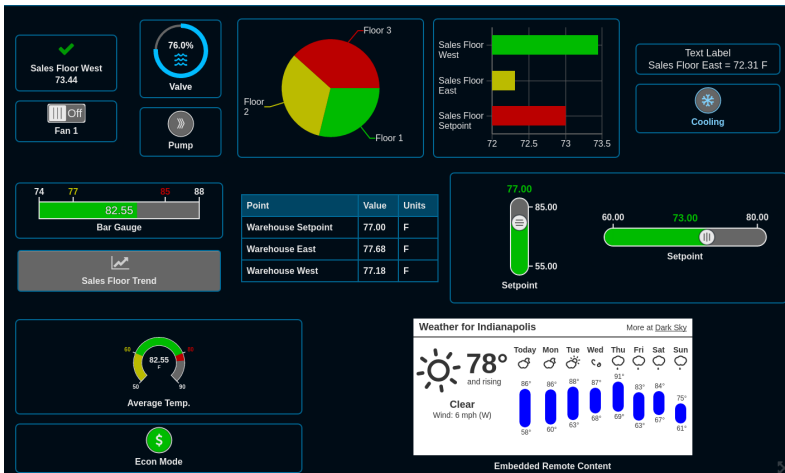 Sales Floor West
73.44
Off
Fan 1
76.0%
Valve
Pump
Floor 3
Floor
2
Floor 1
Sales Floor
West
Sales Floor
East
Sales Floor
Setpoint
72 72.5 73 73.5
Text Label
Sales Floor East = 72.31 F
Cooling
74 77 85 88
82.55
Bar Gauge
Sales Floor Trend
Point Value Units
Warehouse Setpoint 77.00 F
Warehouse East 77.68 F
Warehouse West 77.18 F
77.00
85.00
55.00
Setpoint
60.00 73.00 80.00
Setpoint
60
82.55
F
50 90
Average Temp.
$
Econ Mode
Weather for Indianapolis More at Dark Sky
78°
and rising
Clear
Wind: 6 mph (W)
Today Mon Tue Wed Thu Fri Sat Sun
86° 86° 88° 87° 91° 83° 84° 75°
58° 60° 63° 68° 69° 63° 67° 61°
Embedded Remote Content